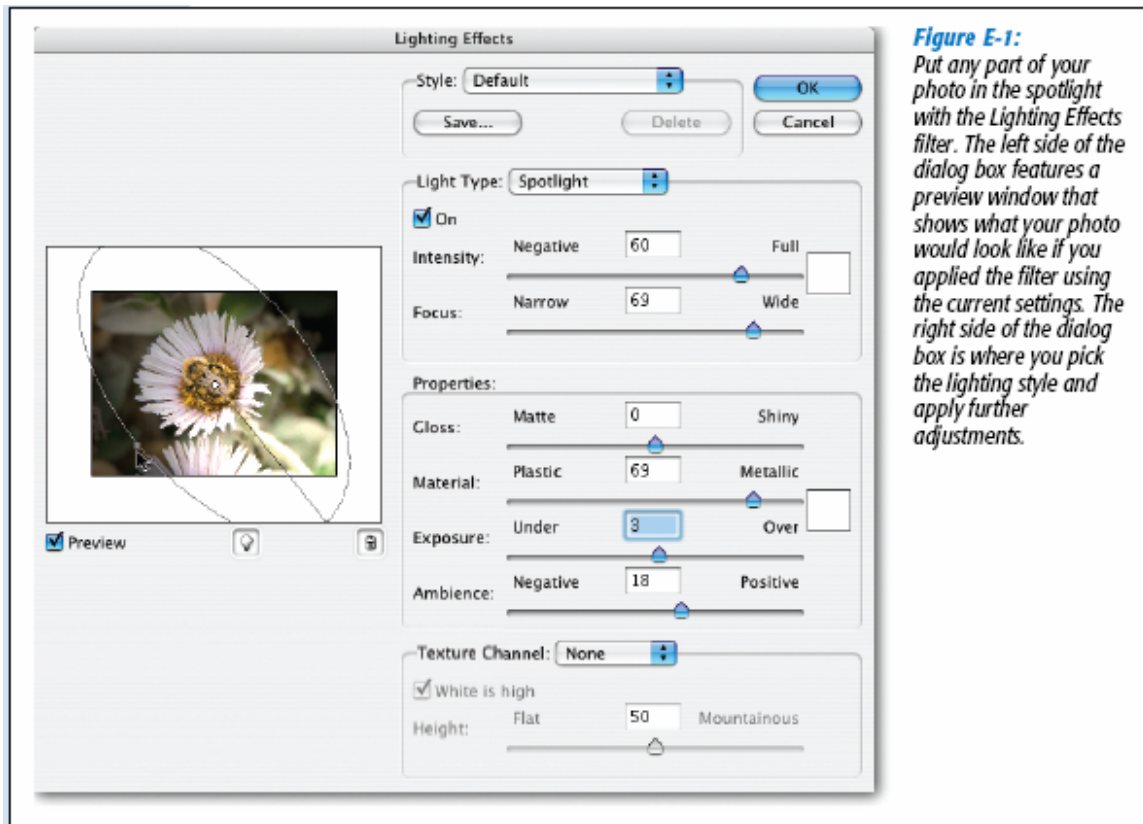 Lighting Effects
Style: Default
OK
Save...
Delete
Cancel
Light Type: Spotlight
On
Intensity:
Negative 60 Full
Focus:
Narrow 69 Wide
Preview
Properties:
Gloss:
Matte 0 Shiny
Material:
Plastic 69 Metallic
Exposure:
Under 3 Over
Ambience:
Negative 18 Positive
Texture Channel: None
White is high
Height:
Flat 50 Mountainous
Figure E-1:
Put any part of your
photo in the spotlight
with the Lighting Effects
filter. The left side of the
dialog box features a
preview window that
shows what your photo
would look like if you
applied the filter using
the current settings. The
right side of the dialog
box is where you pick
the lighting style and
apply further
adjustments.